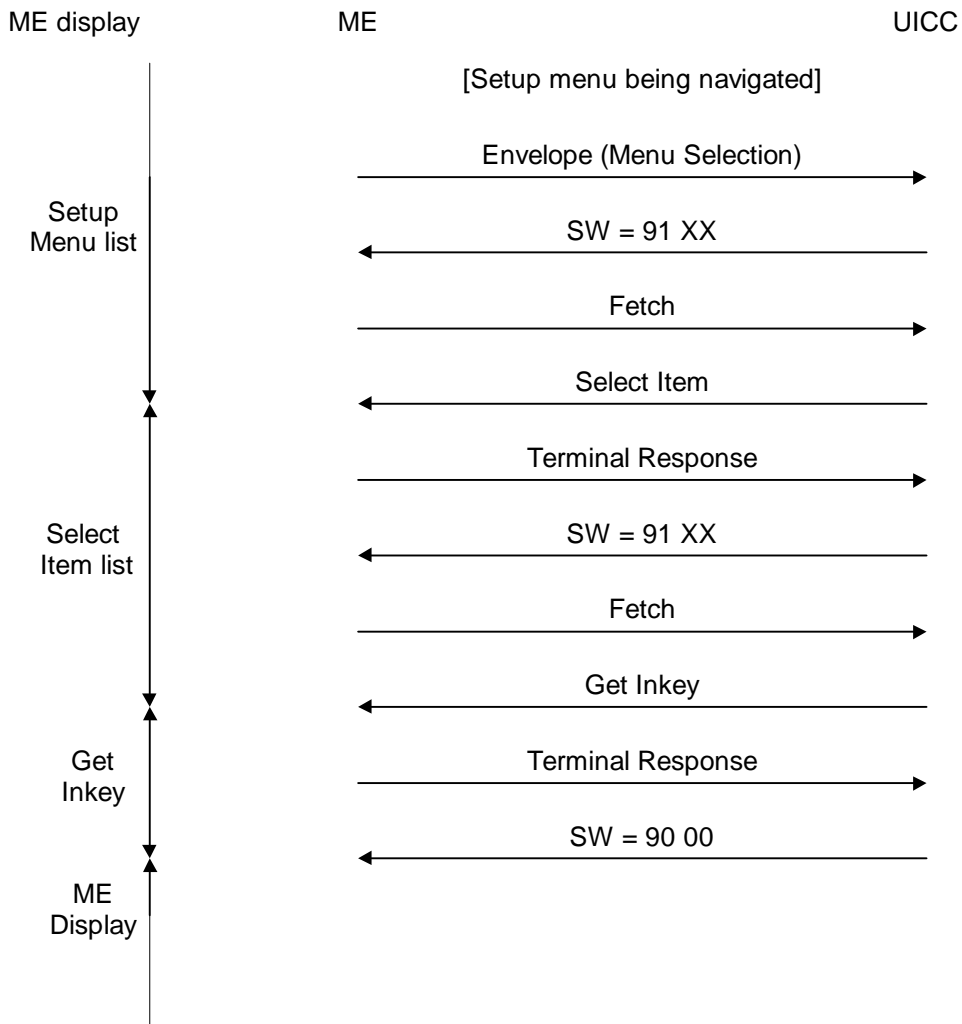 ME display ME UICC
[Setup menu being navigated]
Envelope (Menu Selection)
Setup
Menu list
SW = 91 XX
Fetch
Select Item
Terminal Response
Select
Item list
SW = 91 XX
Fetch
Get Inkey
Get
Inkey
Terminal Response
SW = 90 00
ME
Display